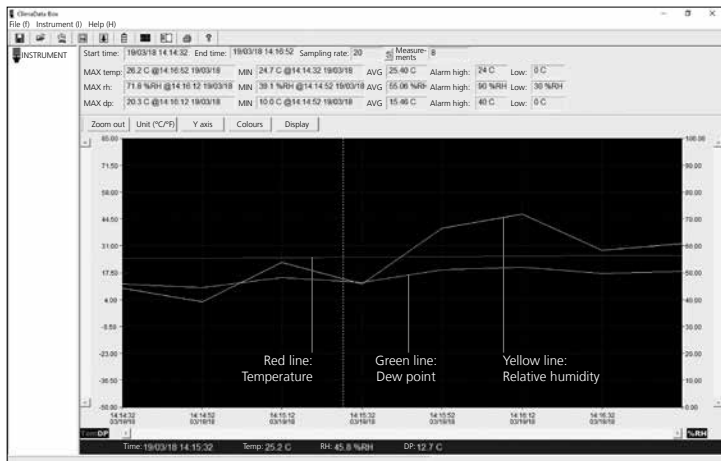 ClimaData Box
File (f) Instrument (I) Help (H)
INSTRUMENT
Start time: 19/03/18 14:14:32 End time: 19/03/18 14:16:52 Sampling rate: 20 Measure-ments 8
MAX temp: 26.2 C @14:16:52 19/03/18 MIN 24.7 C @14:14:32 19/03/18 AVG 25.40 C Alarm high: 24 C Low: 0 C
MAX rh: 71.8 %RH @14:16:12 19/03/18 MIN 39.1 %RH @14:14:52 19/03/18 AVG 55.06 %RH Alarm high: 90 %RH Low: 30 %RH
MAX dp: 20.3 C @14:16:12 19/03/18 MIN 10.0 C @14:14:52 19/03/18 AVG 15.46 C Alarm high: 40 C Low: 0 C
Zoom out Unit (°C/°F) Y axis Colours Display
85.00 100.00
71.50 90.00
58.00 80.00
44.50 70.00
31.00 60.00
17.50 50.00
4.00 40.00
-9.50 30.00
-23.00 20.00
-36.50 10.00
-50.00 0.00
Red line: Green line: Yellow line:
Temperature Dew point Relative humidity
14:14:32 14:14:52 14:15:12 14:15:32 14:15:52 14:16:12 14:16:32
03/19/18 03/19/18 03/19/18 03/19/18 03/19/18 03/19/18 03/19/18
DP %RH
Time: 19/03/18 14:15:32 Temp: 25.2 C RH: 45.8 %RH DP: 12.7 C